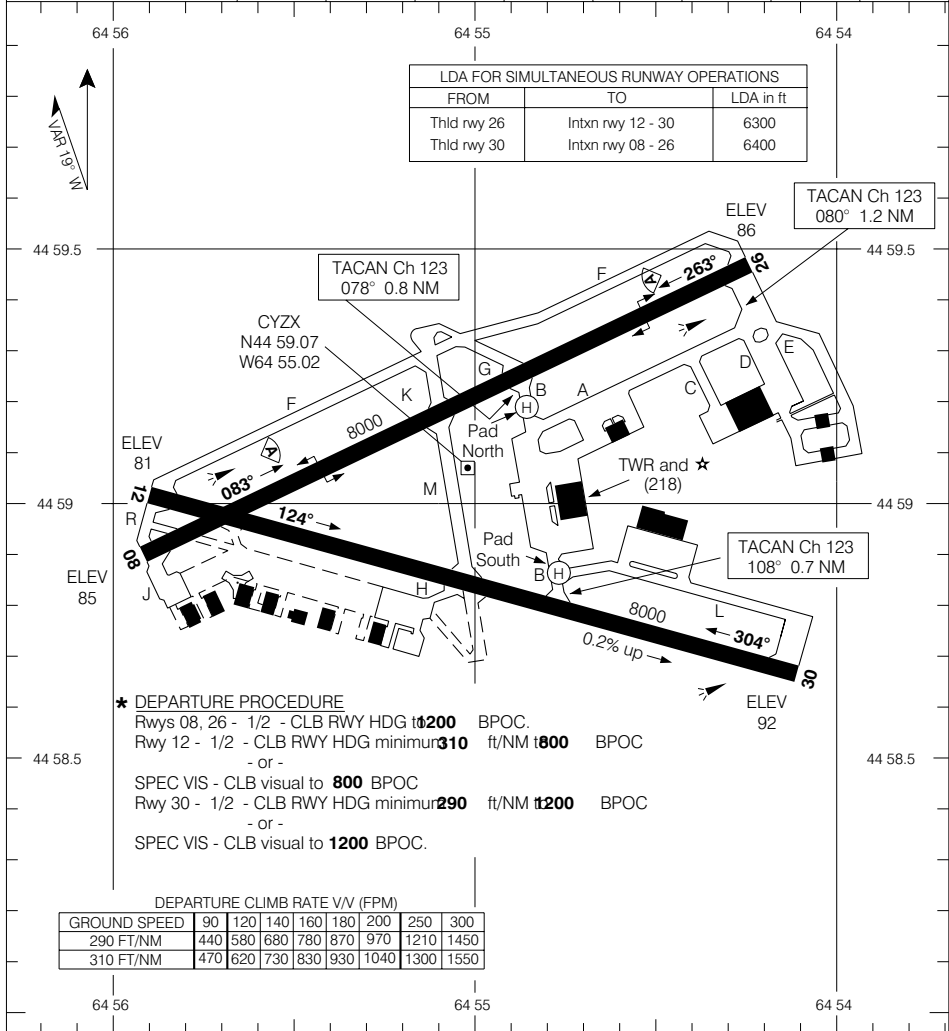 64 56 64 55 64 54
LDA FOR SIMULTANEOUS RUNWAY OPERATIONS
FROM TO LDA in ft
Thld rwy 26 Intxn rwy 12 - 30 6300
Thld rwy 30 Intxn rwy 08 - 26 6400
VAR 19° W
TACAN Ch 123
080° 1.2 NM
ELEV
86
44 59.5 44 59.5
TACAN Ch 123
078° 0.8 NM
F
A
263°
26
CYZX
N44 59.07
W64 55.02
G
B
A
C
D
E
F
K
8000
H
Pad
North
ELEV
81
A
083°
12
M
TWR and ☆
(218)
44 59 44 59
R
124°
08
Pad
South
B
H
TACAN Ch 123
108° 0.7 NM
ELEV
85
J
H
8000
L
304°
0.2% up
30
ELEV
92
* DEPARTURE PROCEDURE
Rwys 08, 26 - 1/2 - CLB RWY HDG to 1200 BPOC.
Rwy 12 - 1/2 - CLB RWY HDG minimum 310 ft/NM to 800 BPOC
- or -
44 58.5 44 58.5
SPEC VIS - CLB visual to 800 BPOC
Rwy 30 - 1/2 - CLB RWY HDG minimum 290 ft/NM to 1200 BPOC
- or -
SPEC VIS - CLB visual to 1200 BPOC.
DEPARTURE CLIMB RATE V/V (FPM)
GROUND SPEED 90 120 140 160 180 200 250 300
290 FT/NM 440 580 680 780 870 970 1210 1450
310 FT/NM 470 620 730 830 930 1040 1300 1550
64 56 64 55 64 54